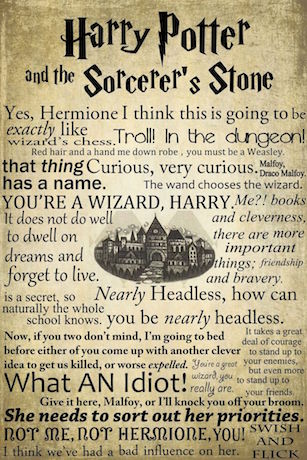 Harry Potter
and the Sorcerer's Stone
Yes, Hermione I think this is going to be
exactly like
wizard's chess.
Troll! In the dungeon!
Red hair and a hand me down robe , you must be a Weasley.
that thing
has a name.
Curious, very curious.
Malfoy,
Draco Malfoy.
The wand chooses the wizard.
YOU'RE A WIZARD, HARRY.
Me?! books
and cleverness,
there are more
important
things; friendship
and bravery.
It does not do well
to dwell on
dreams and
forget to live.
is a secret, so
naturally the whole
school knows.
Nearly Headless, how can
you be nearly headless.
Now, if you two don't mind, I'm going to bed
before either of you come up with another clever
idea to get us killed, or worse expelled.
It takes a great
deal of courage
to stand up to
your enemies,
but even more
to stand up to
your friends.
What AN Idiot!
You're a great
wizard, you
really are.
Give it here, Malfoy, or I'll knock you off your broom.
She needs to sort out her priorities.
NOT ME, NOT HERMIONE, YOU!
SWISH
AND
FLICK
I think we've had a bad influence on her.